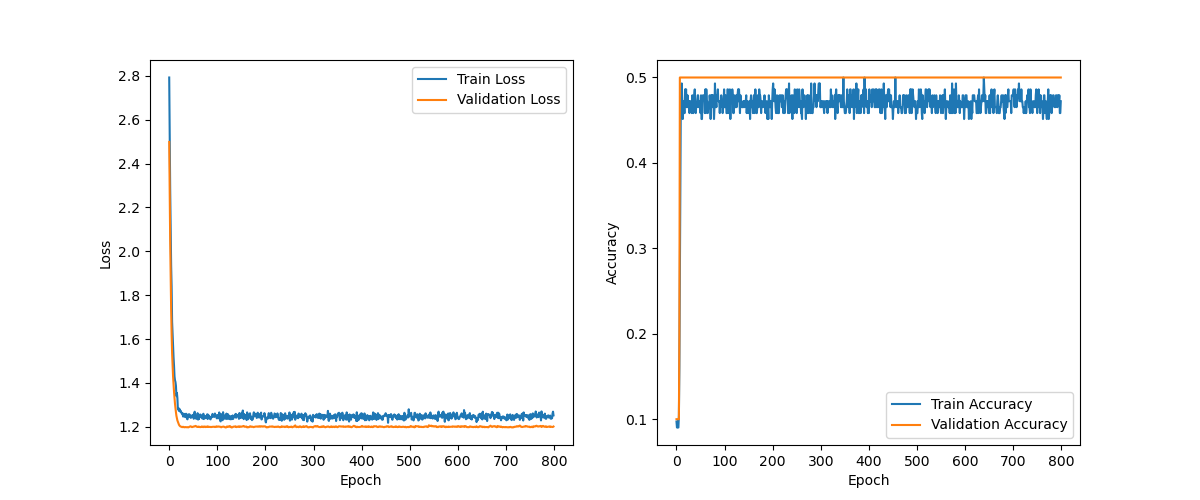 2.8
2.6
2.4
2.2
2.0
1.8
1.6
1.4
1.2
Loss
0 100 200 300 400 500 600 700 800
Epoch
Train Loss
Validation Loss
0.5
0.4
0.3
0.2
0.1
Accuracy
0 100 200 300 400 500 600 700 800
Epoch
Train Accuracy
Validation Accuracy